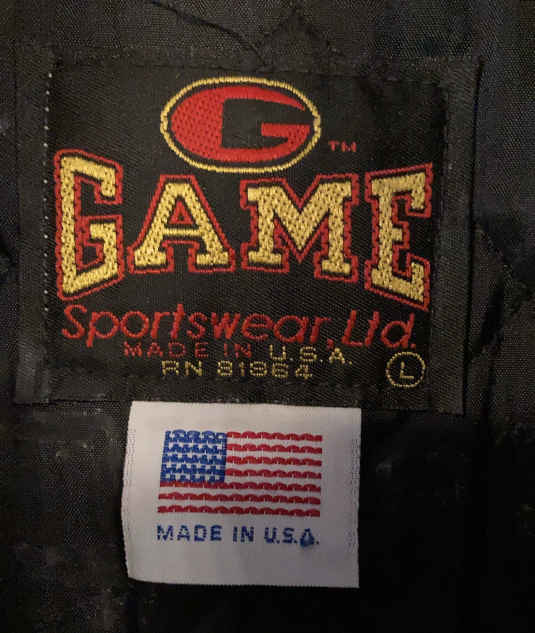 G ™
GAME
Sportswear, Ltd.
MADE IN U.S.A.
RN 81964 L
MADE IN U.S.A.